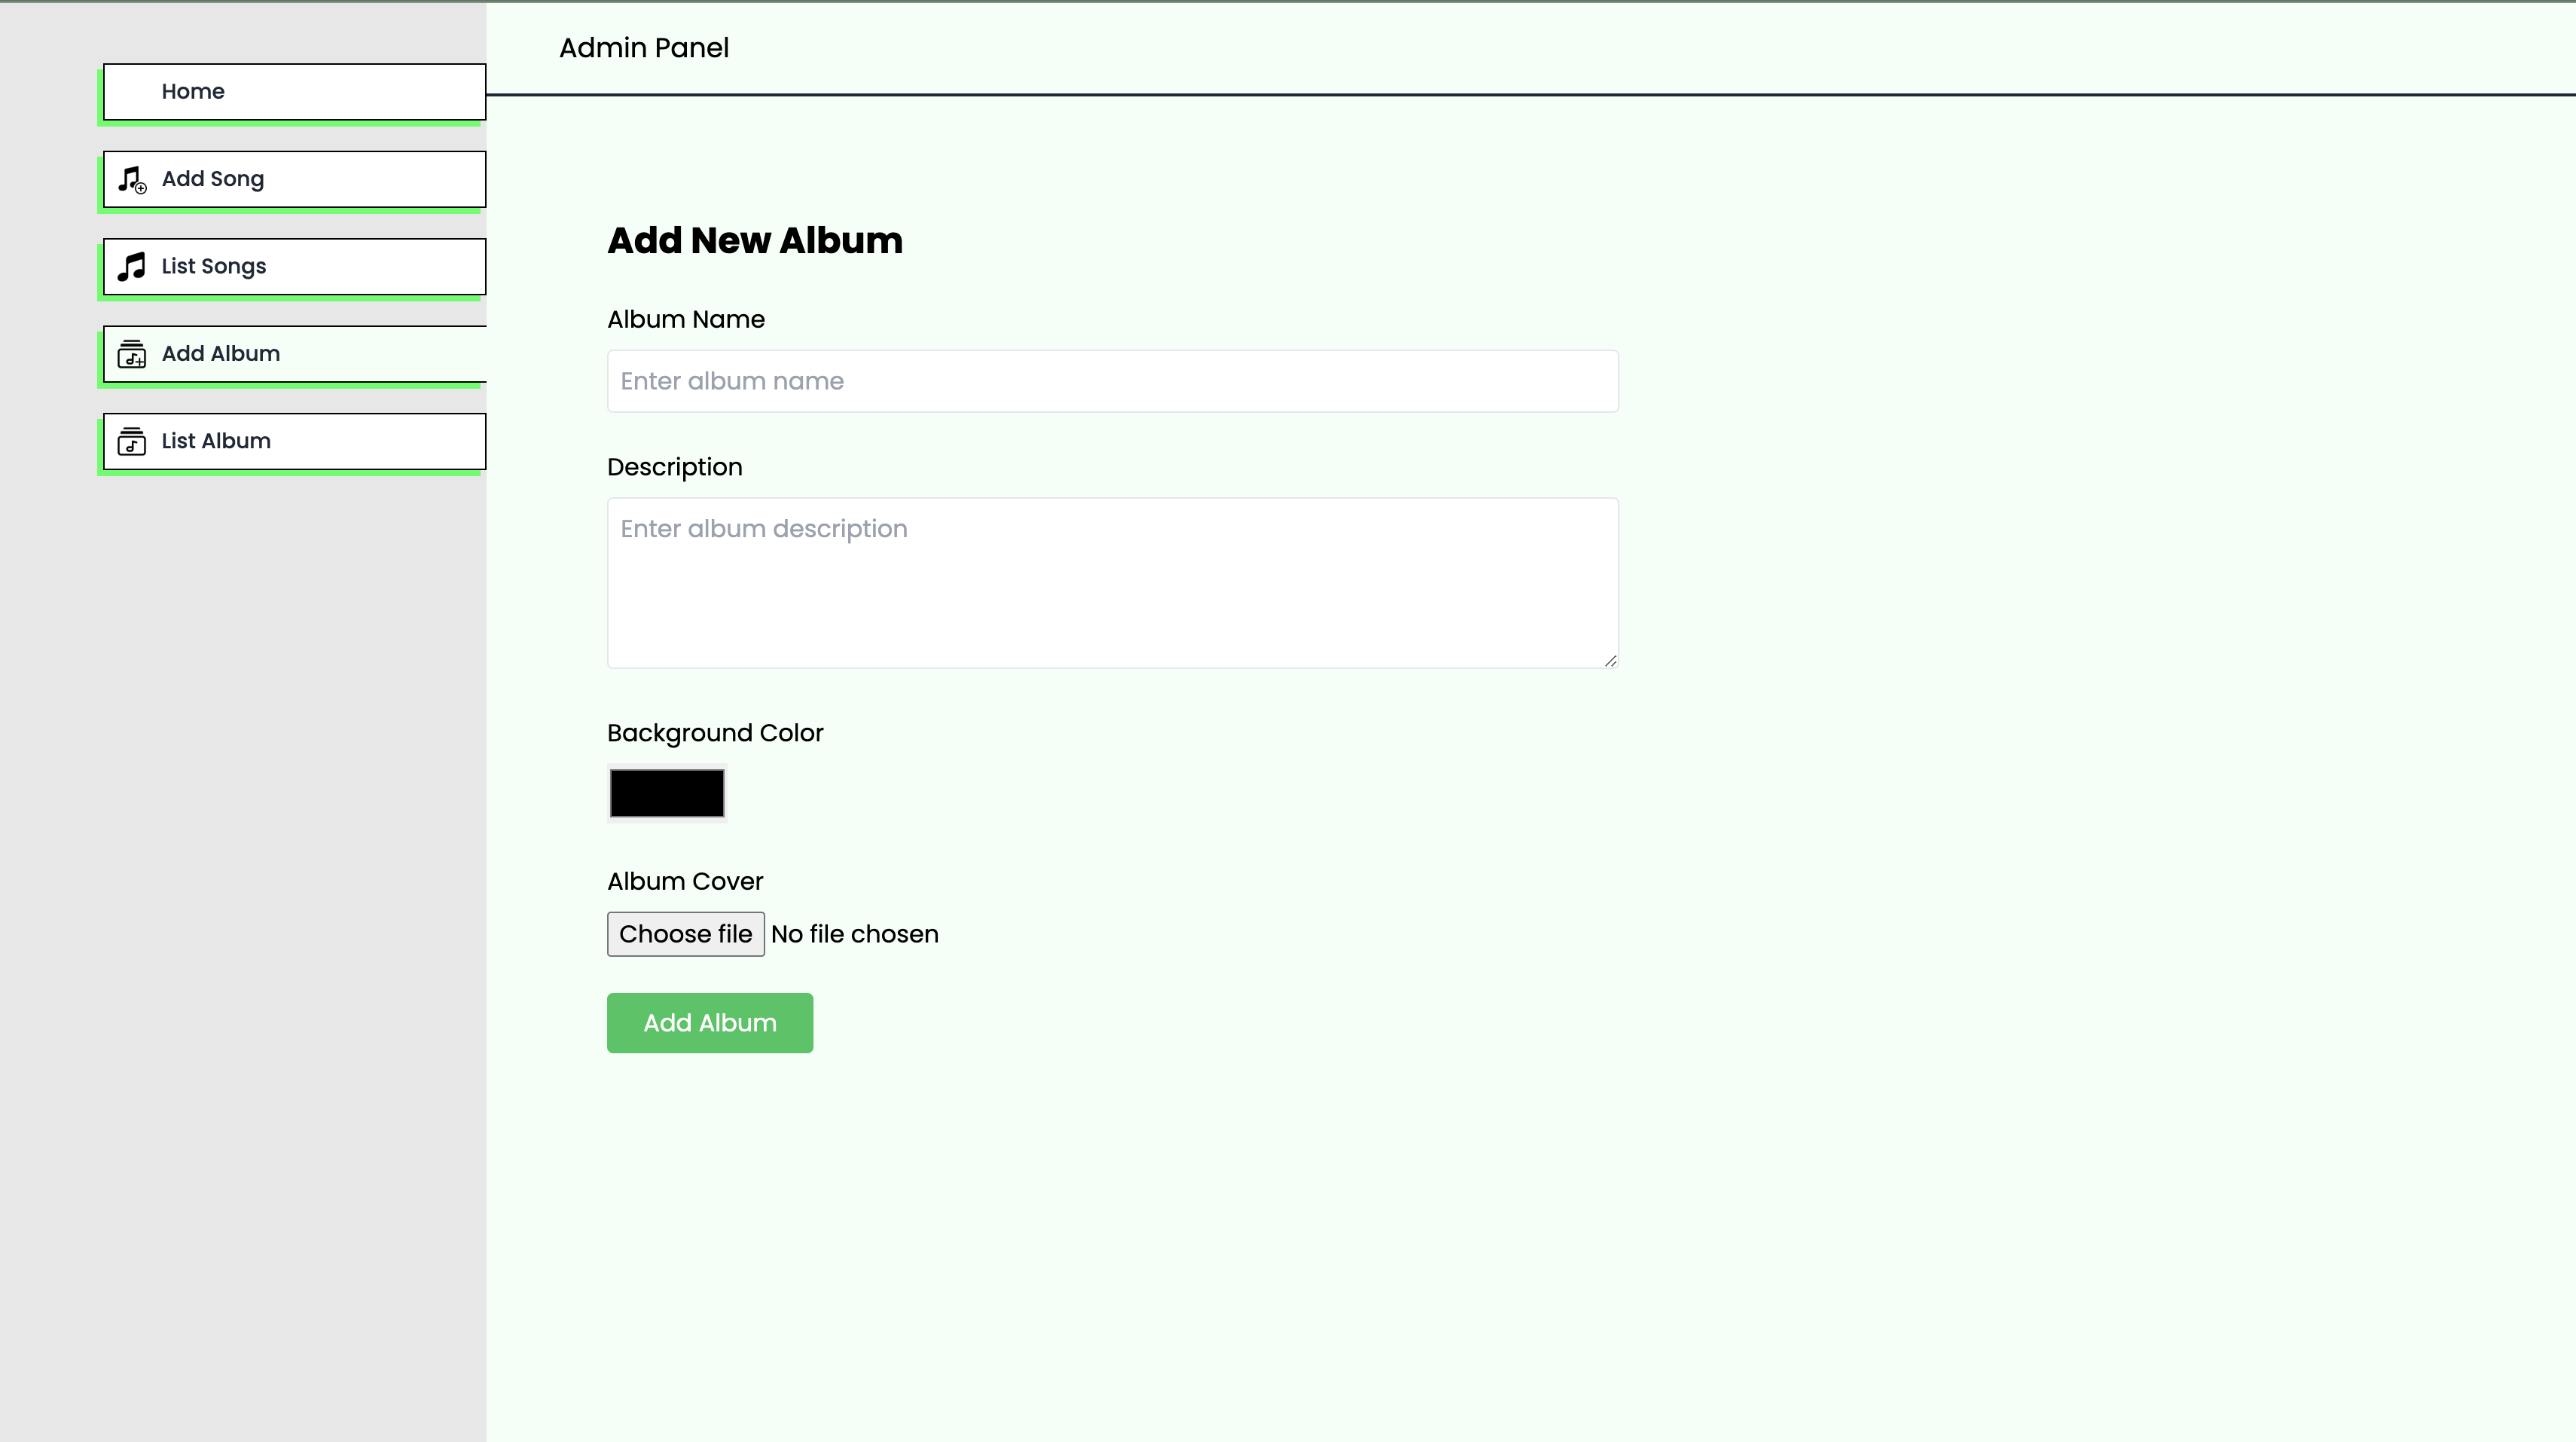 Admin Panel
Home
Add Song
List Songs
Add Album
List Album
Add New Album
Album Name
Enter album name
Description
Enter album description
Background Color
Album Cover
Choose file No file chosen
Add Album